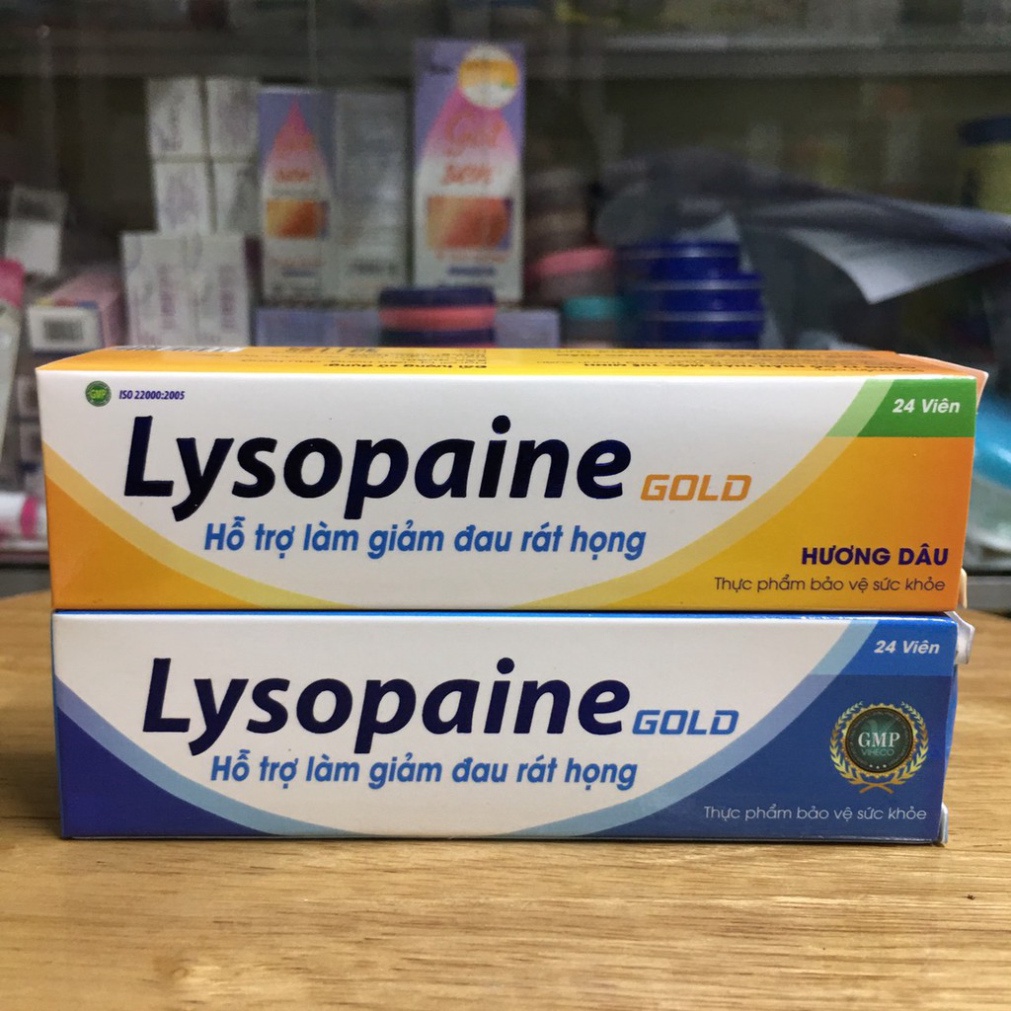 GMP
ISO 22000:2005
24 Viên
Lysopaine GOLD
Hỗ trợ làm giảm đau rát họng
HƯƠNG DÂU
Thực phẩm bảo vệ sức khỏe
24 Viên
Lysopaine GOLD
Hỗ trợ làm giảm đau rát họng
GMP
VIHECO
Thực phẩm bảo vệ sức khỏe